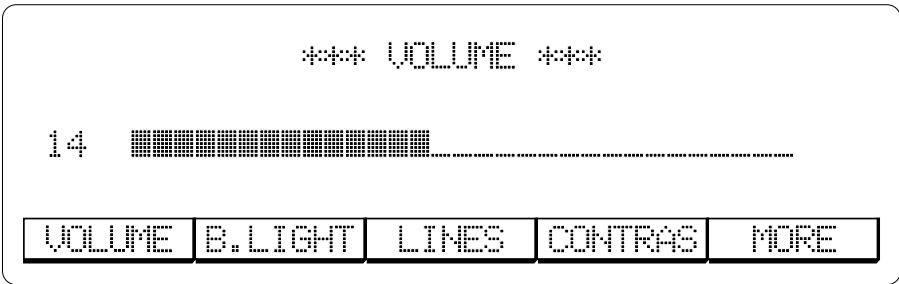 *** VOLUME ***
14
VOLUME B.LIGHT LINES CONTRAS MORE